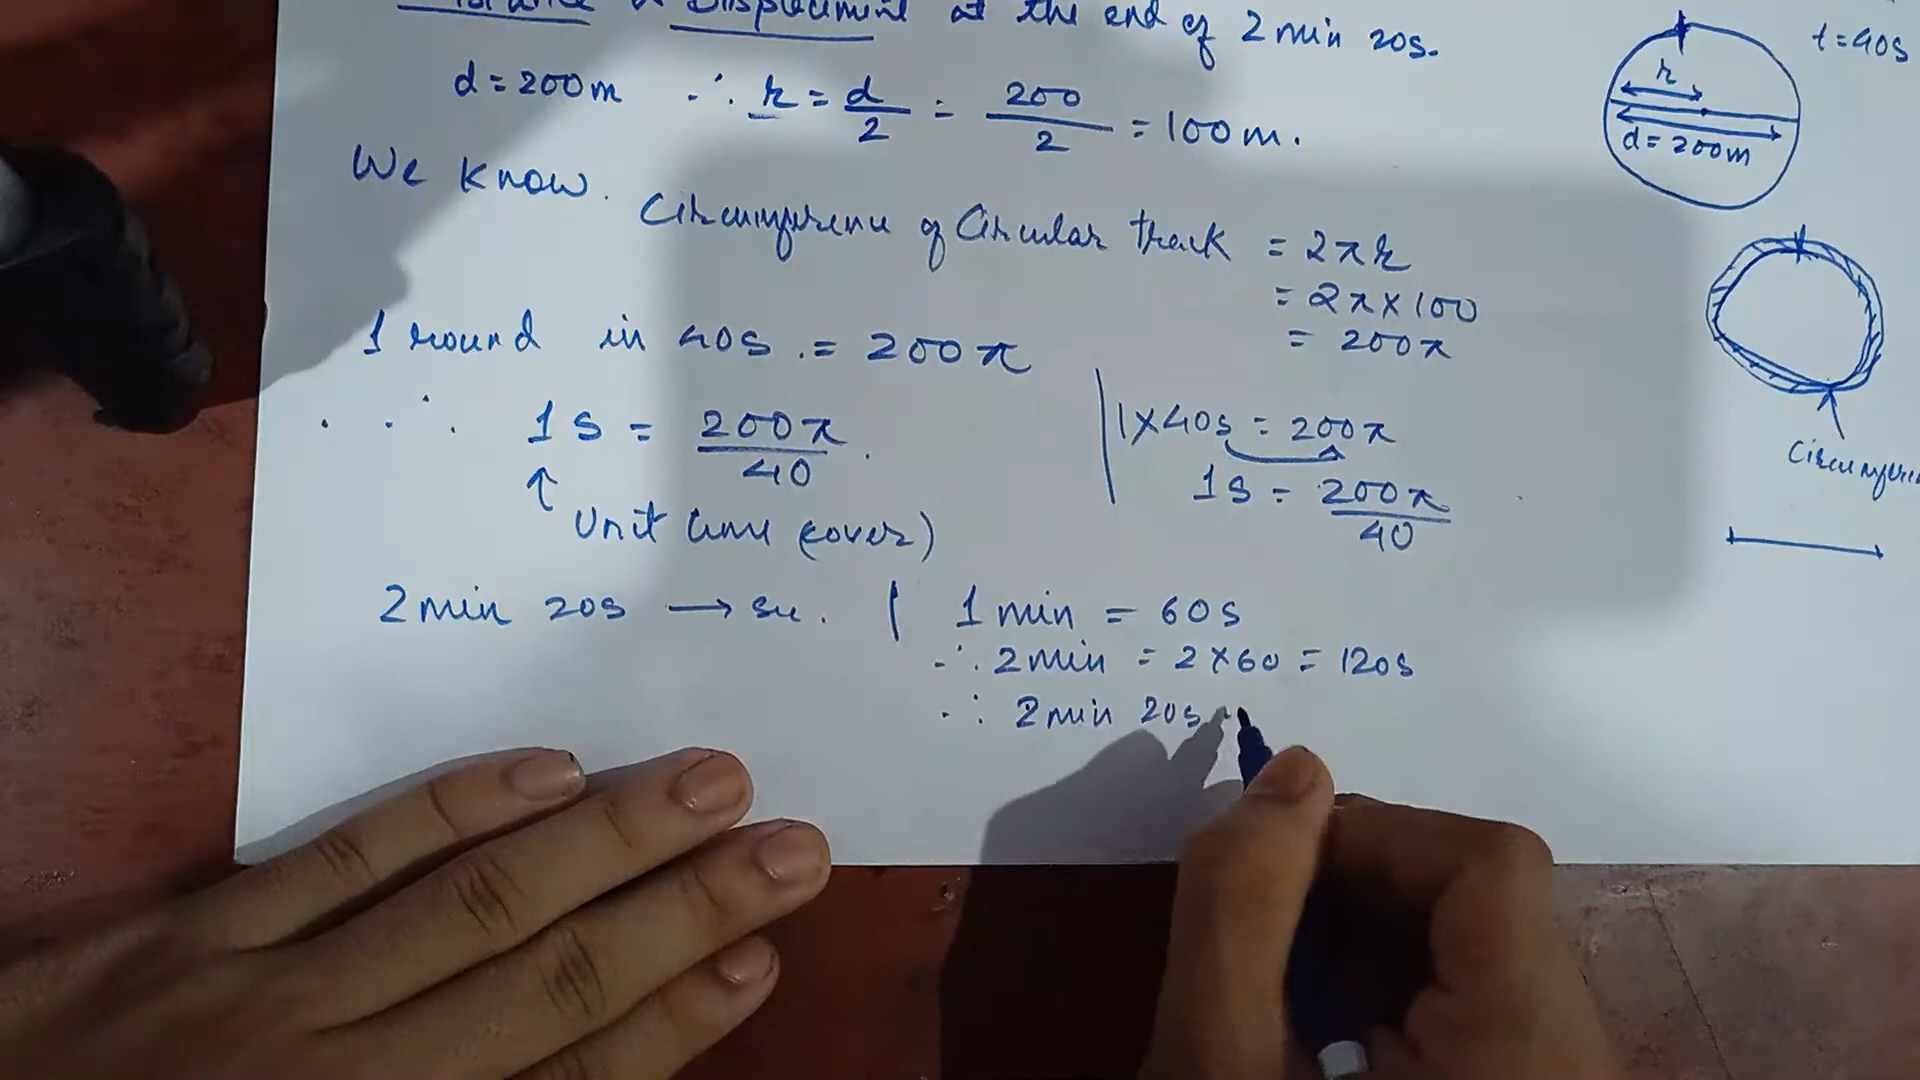 Distance & Displacement at the end of 2 min 20s.
d = 200m ∴ r = d/2 = 200/2 = 100m.
We know.
Circumference of Circular track = 2πr
= 2π×100
= 200π
1 round in 40s. = 200π
∴ 1s = 200π/40.
↑ Unit time (cover)
1×40s = 200π
1s = 200π/40
2min 20s → sec. | 1 min = 60s
∴ 2min = 2×60 = 120s
∴ 2min 20s
t=40s
r
d=200m